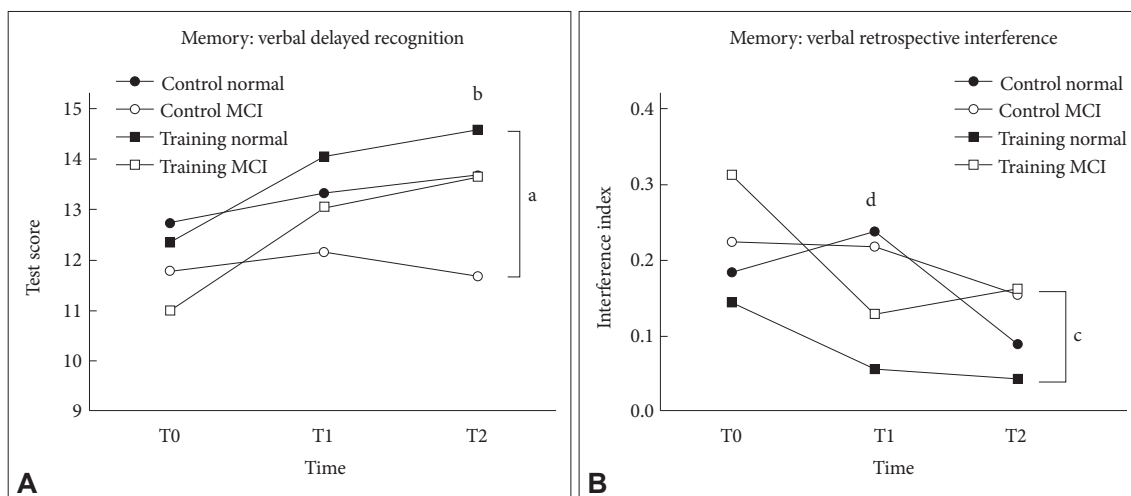 Memory: verbal delayed recognition
Control normal
Control MCI
Training normal
Training MCI
b
a
15
14
13
12
11
10
9
Test score
T0 T1 T2
Time
A
Memory: verbal retrospective interference
Control normal
Control MCI
Training normal
Training MCI
d
c
0.4
0.3
0.2
0.1
0.0
Interference index
T0 T1 T2
Time
B